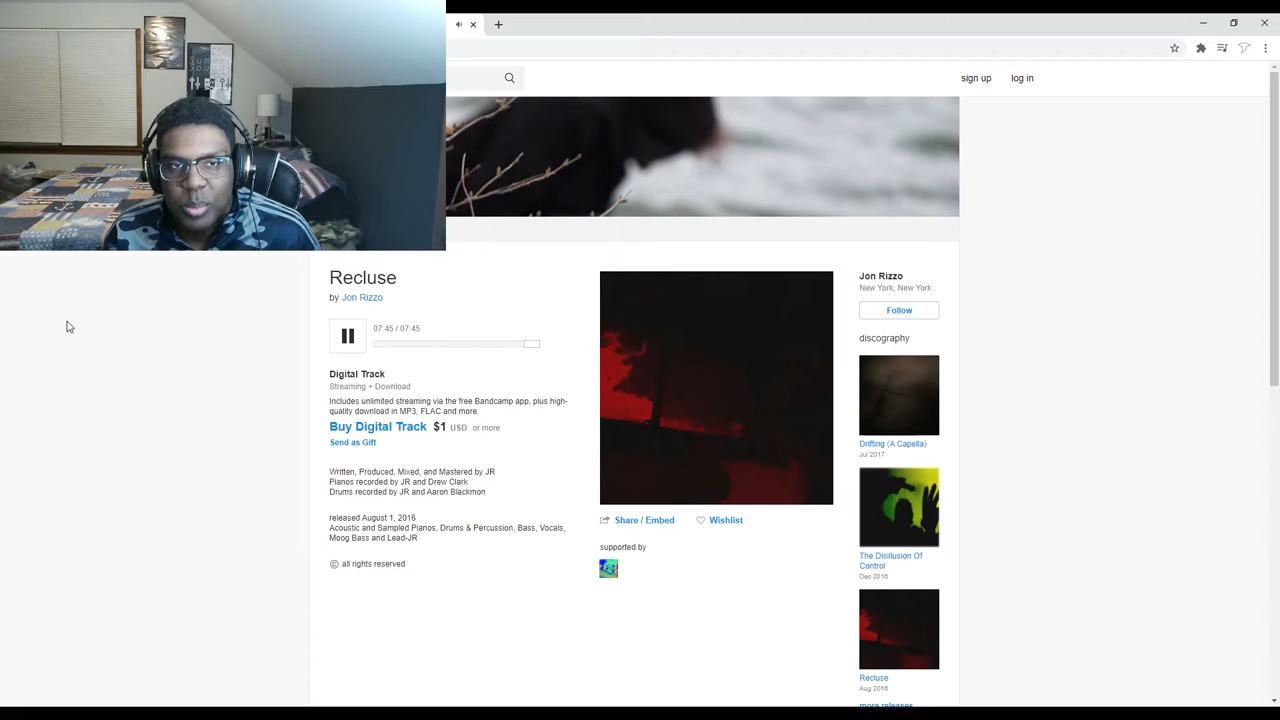 sign up
log in
Recluse
by Jon Rizzo
07:45 / 07:45
Digital Track
Streaming + Download
Includes unlimited streaming via the free Bandcamp app, plus high-
quality download in MP3, FLAC and more.
Buy Digital Track $1 USD or more
Send as Gift
Written, Produced, Mixed, and Mastered by JR
Pianos recorded by JR and Drew Clark
Drums recorded by JR and Aaron Blackmon
released August 1, 2016
Acoustic and Sampled Pianos, Drums & Percussion, Bass, Vocals,
Moog Bass and Lead-JR
all rights reserved
Share / Embed
Wishlist
supported by
Jon Rizzo
New York, New York
Follow
discography
Drifting (A Capella)
Jul 2017
The Disillusion Of
Control
Dec 2016
Recluse
Aug 2016
more releases